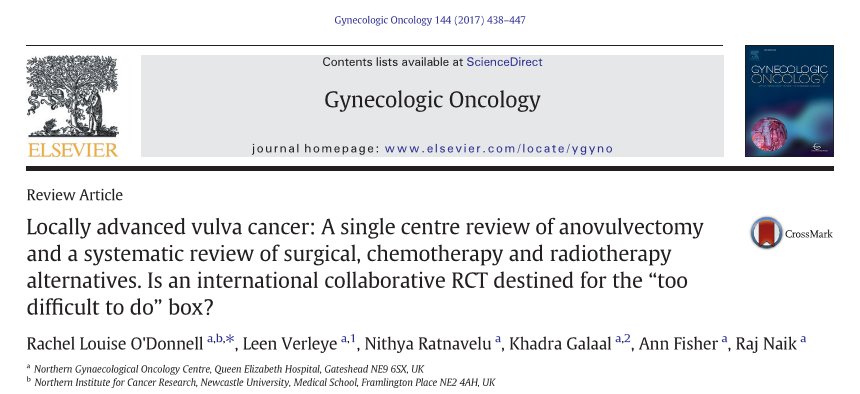 Gynecologic Oncology 144 (2017) 438–447
Contents lists available at ScienceDirect
Gynecologic Oncology
journal homepage: www.elsevier.com/locate/ygyno
ELSEVIER
GYNECOLOGIC
ONCOLOGY
Review Article
Locally advanced vulva cancer: A single centre review of anovulvectomy
and a systematic review of surgical, chemotherapy and radiotherapy
alternatives. Is an international collaborative RCT destined for the “too
difficult to do” box?
CrossMark
Rachel Louise O'Donnell a,b,*, Leen Verleye a,1, Nithya Ratnavelu a, Khadra Galaal a,2, Ann Fisher a, Raj Naik a
a Northern Gynaecological Oncology Centre, Queen Elizabeth Hospital, Gateshead NE9 6SX, UK
b Northern Institute for Cancer Research, Newcastle University, Medical School, Framlington Place NE2 4AH, UK